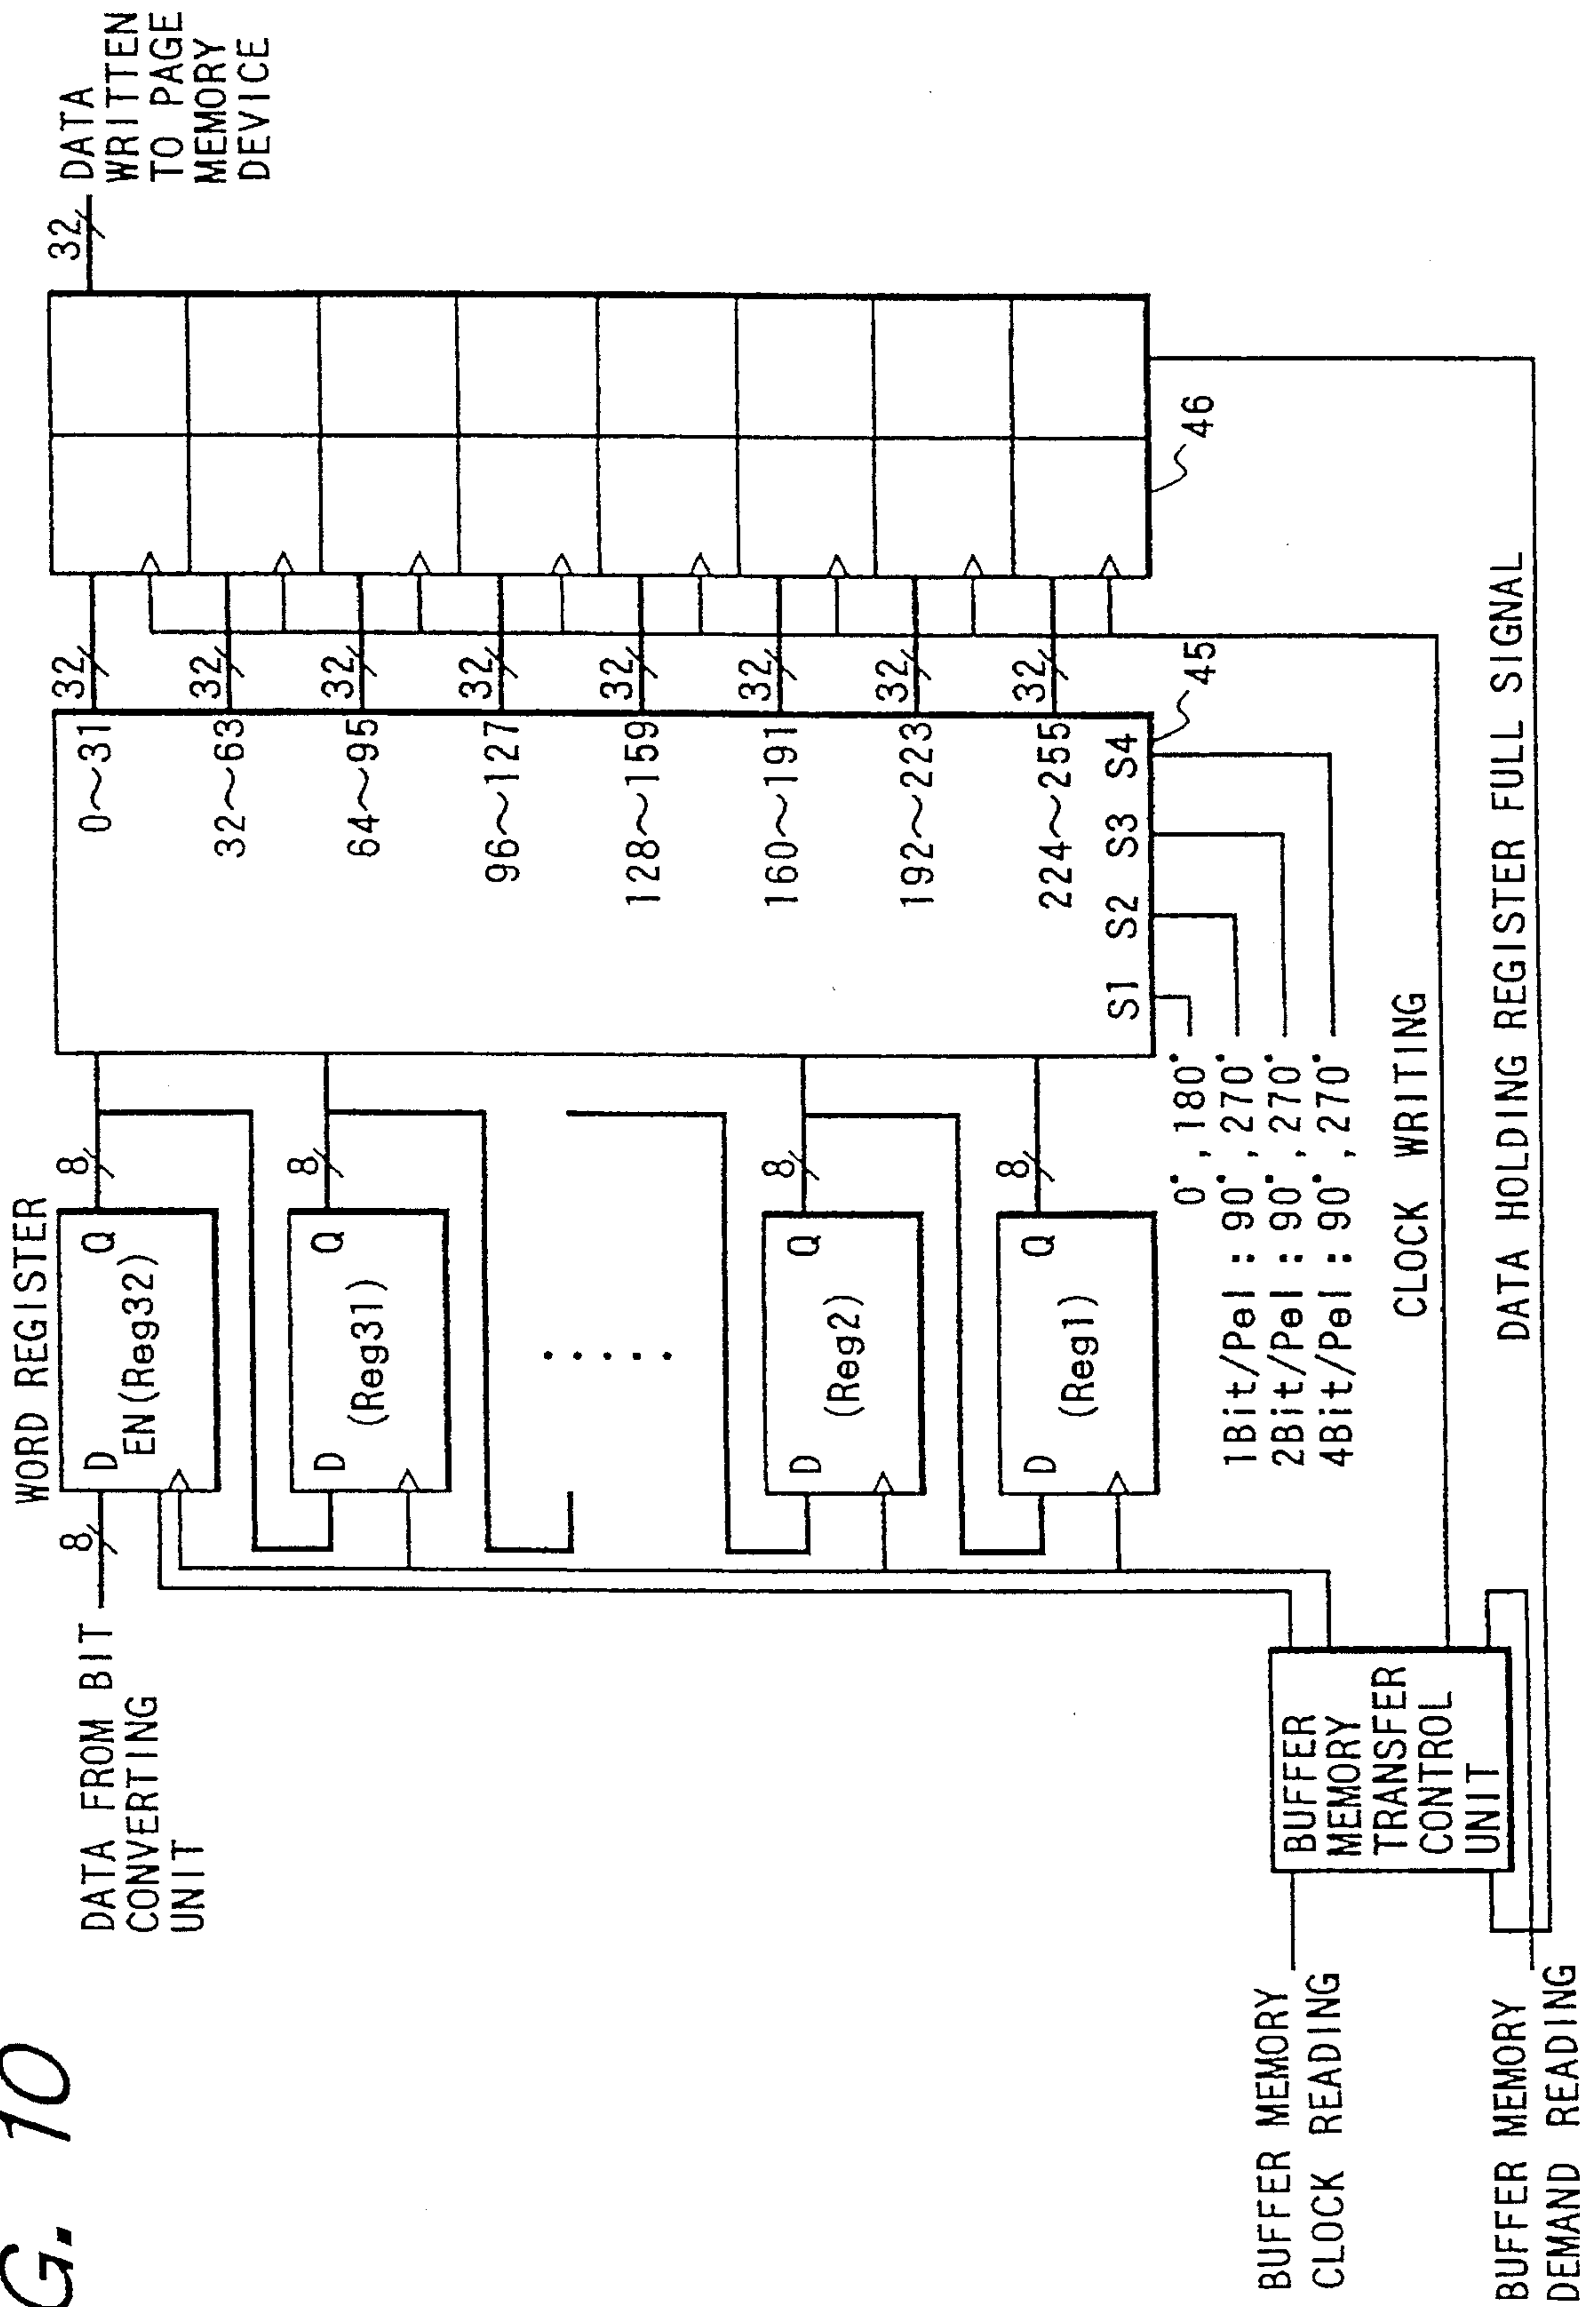 G. 10
WORD REGISTER
DATA FROM BIT
CONVERTING
UNIT
8
D
Q
EN(Reg32)
8
D
Q
(Reg31)
8
.....
D
Q
(Reg2)
8
D
Q
(Reg1)
8
0~31
32~63
64~95
96~127
128~159
160~191
192~223
224~255
S1 S2 S3 S4
45
32
32
32
32
32
32
32
32
46
32
DATA
WRITTEN
TO PAGE
MEMORY
DEVICE
0°,180°
1Bit/Pel : 90°,270°
2Bit/Pel : 90°,270°
4Bit/Pel : 90°,270°
CLOCK WRITING
DATA HOLDING REGISTER FULL SIGNAL
BUFFER
MEMORY
TRANSFER
CONTROL
UNIT
BUFFER MEMORY
CLOCK READING
BUFFER MEMORY
DEMAND READING